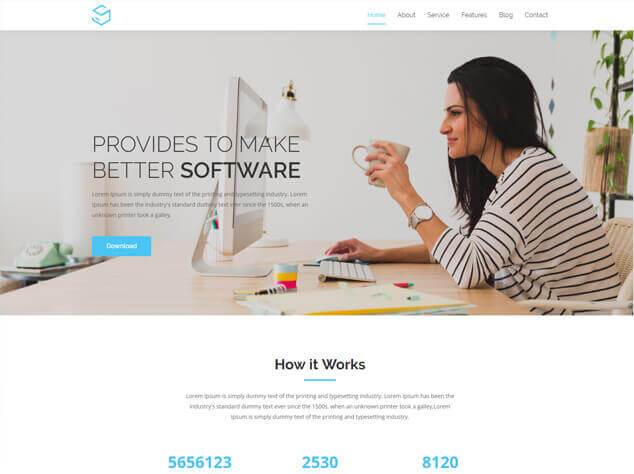 Home About Service Features Blog Contact
PROVIDES TO MAKE
BETTER SOFTWARE
Lorem Ipsum is simply dummy text of the printing and typesetting industry. Lorem
Ipsum has been the industry's standard dummy text ever since the 1500s, when an
unknown printer took a galley.
Download
How it Works
Lorem Ipsum is simply dummy text of the printing and typesetting industry. Lorem Ipsum has been the
industry's standard dummy text ever since the 1500s, when an unknown printer took a galley.Lorem
Ipsum is simply dummy text of the printing and typesetting industry.
5656123 2530 8120